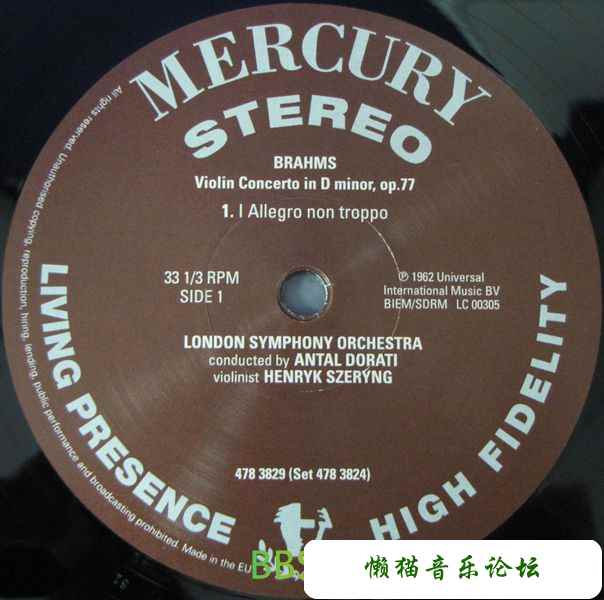 MERCURY
STEREO
BRAHMS
Violin Concerto in D minor, op.77
1. I Allegro non troppo
33 1/3 RPM
SIDE 1
℗ 1962 Universal
International Music BV
BIEM/SDRM LC 00305
LONDON SYMPHONY ORCHESTRA
conducted by ANTAL DORATI
violinist HENRYK SZERÝNG
478 3829 (Set 478 3824)
LIVING PRESENCE
HIGH FIDELITY
All rights reserved. Unauthorised copying, reproduction, hiring, lending, public performance and broadcasting prohibited. Made in the EU
BBS
懒猫音乐论坛